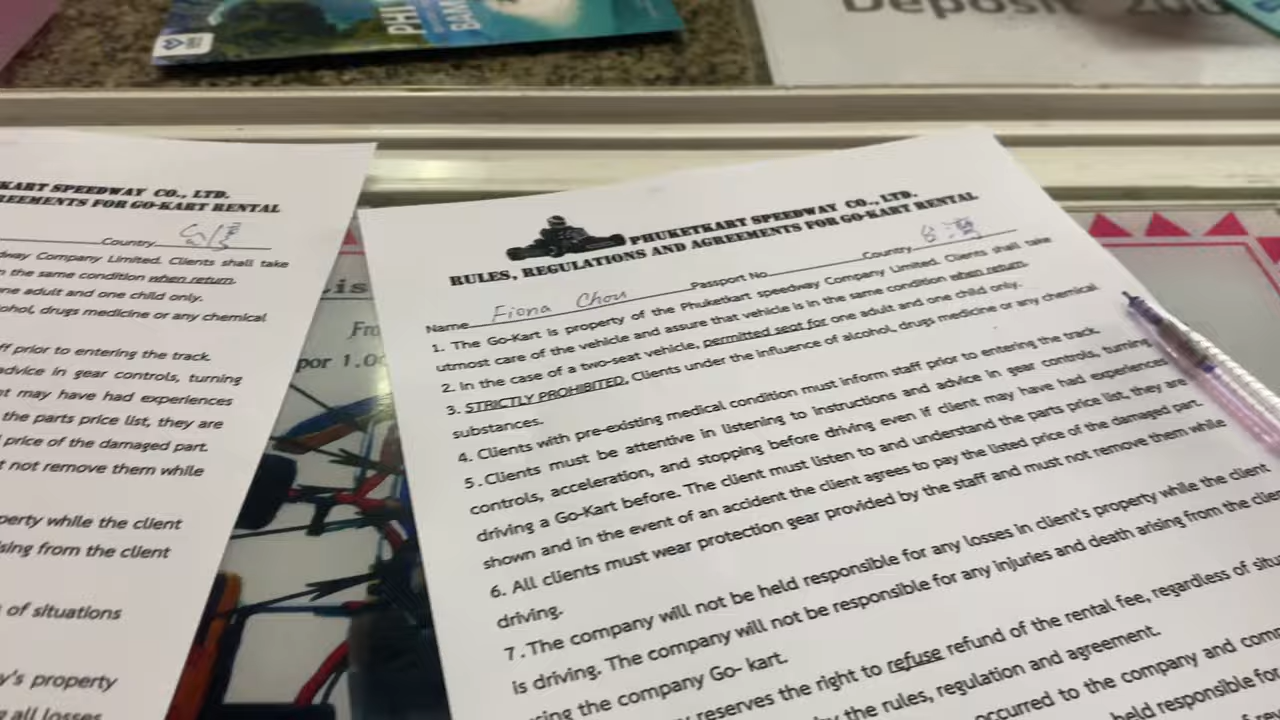 Deposit 200
KART SPEEDWAY CO., LTD.
REEMENTS FOR GO-KART RENTAL
Country
dway Company Limited. Clients shall take
n the same condition when return.
ne adult and one child only.
ohol, drugs medicine or any chemical
ff prior to entering the track.
advice in gear controls, turning
nt may have had experiences
the parts price list, they are
price of the damaged part.
t not remove them while
perty while the client
ising from the client
of situations
y's property
g all losses
por 1.00
PHUKETKART SPEEDWAY CO., LTD.
RULES, REGULATIONS AND AGREEMENTS FOR GO-KART RENTAL
Name Fiona Chou Passport No Country 台灣
1. The Go-Kart is property of the Phuketkart speedway Company Limited. Clients shall take
utmost care of the vehicle and assure that vehicle is in the same condition when return.
2. In the case of a two-seat vehicle, permitted seat for one adult and one child only.
3. STRICTLY PROHIBITED, Clients under the influence of alcohol, drugs medicine or any chemical
substances.
4. Clients with pre-existing medical condition must inform staff prior to entering the track.
5. Clients must be attentive in listening to instructions and advice in gear controls, turning
controls, acceleration, and stopping before driving even if client may have had experiences
driving a Go-Kart before. The client must listen to and understand the parts price list, they are
shown and in the event of an accident the client agrees to pay the listed price of the damaged part.
6. All clients must wear protection gear provided by the staff and must not remove them while
driving.
7. The company will not be held responsible for any losses in client's property while the client
is driving. The company will not be responsible for any injuries and death arising from the client
using the company Go- kart.
reserves the right to refuse refund of the rental fee, regardless of situ
the rules, regulation and agreement.
occurred to the company and comp
held responsible for